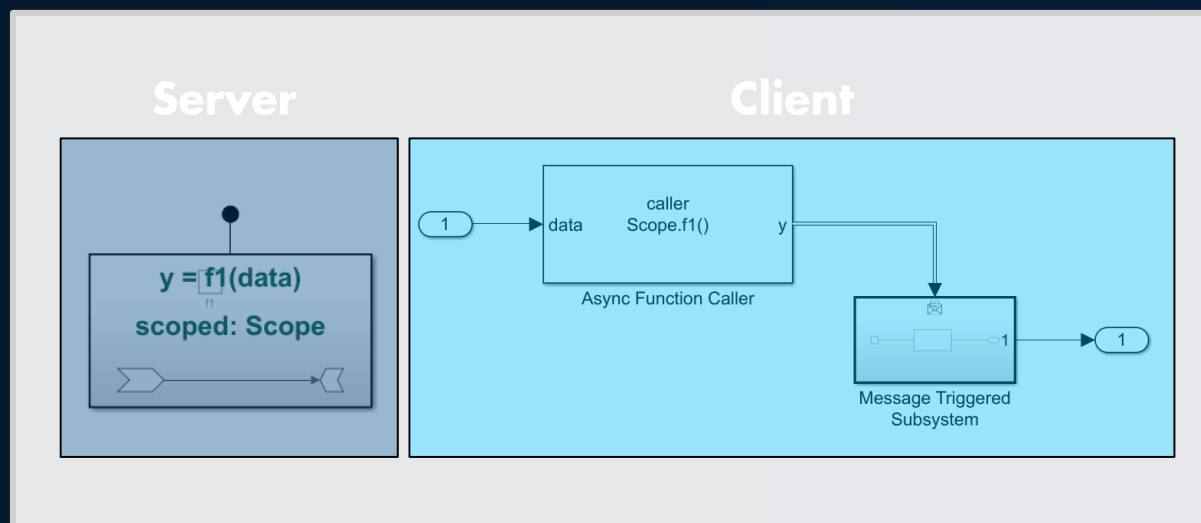 Server
Client
y = f1(data)
f1
scoped: Scope
1
data
caller
Scope.f1()
y
Async Function Caller
1
Message Triggered
Subsystem
1